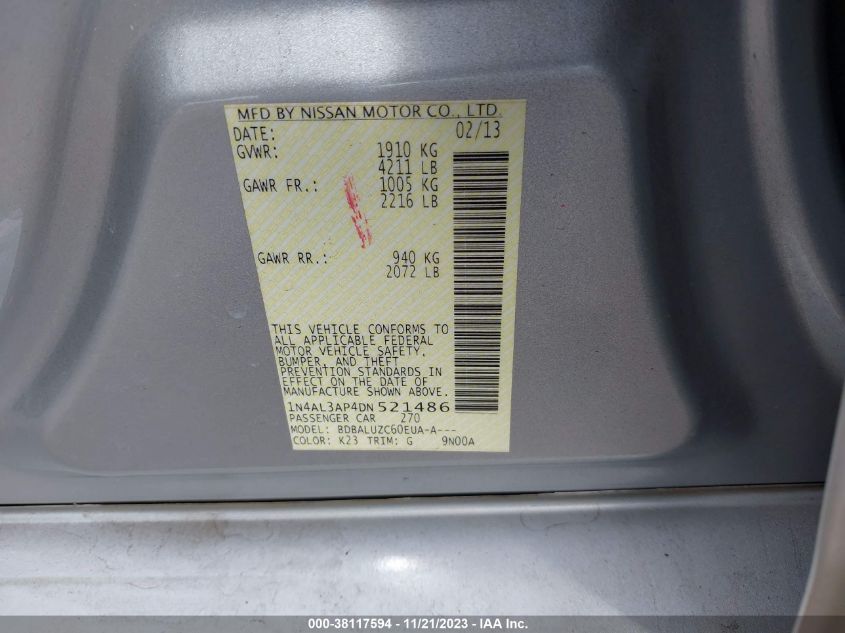 MFD BY NISSAN MOTOR CO., LTD.
DATE: 02/13
GVWR: 1910 KG
4211 LB
GAWR FR.: 1005 KG
2216 LB
GAWR RR.: 940 KG
2072 LB
THIS VEHICLE CONFORMS TO
ALL APPLICABLE FEDERAL
MOTOR VEHICLE SAFETY,
BUMPER, AND THEFT
PREVENTION STANDARDS IN
EFFECT ON THE DATE OF
MANUFACTURE SHOWN ABOVE.
1N4AL3AP4DN521486
PASSENGER CAR 270
MODEL: BDBALUZC60EUA-A---
COLOR: K23 TRIM: G 9N00A
000-38117594 — 11/21/2023 — IAA Inc.